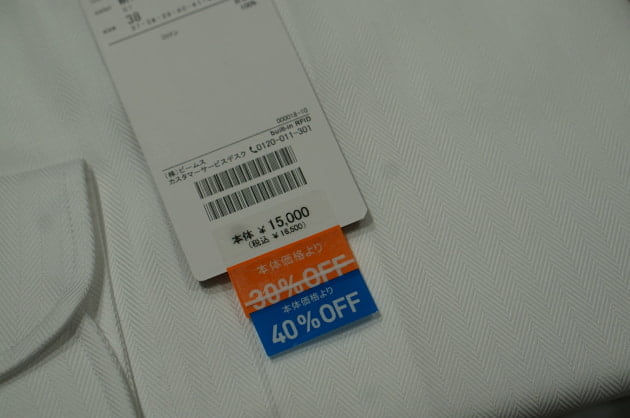 38
100%
000018-10
built-in RFID
(株)ビームス
カスタマーサービスデスク 0120-011-301
本体 ¥ 15,000
(税込 ¥ 16,500)
本体価格より
30%OFF
本体価格より
40%OFF